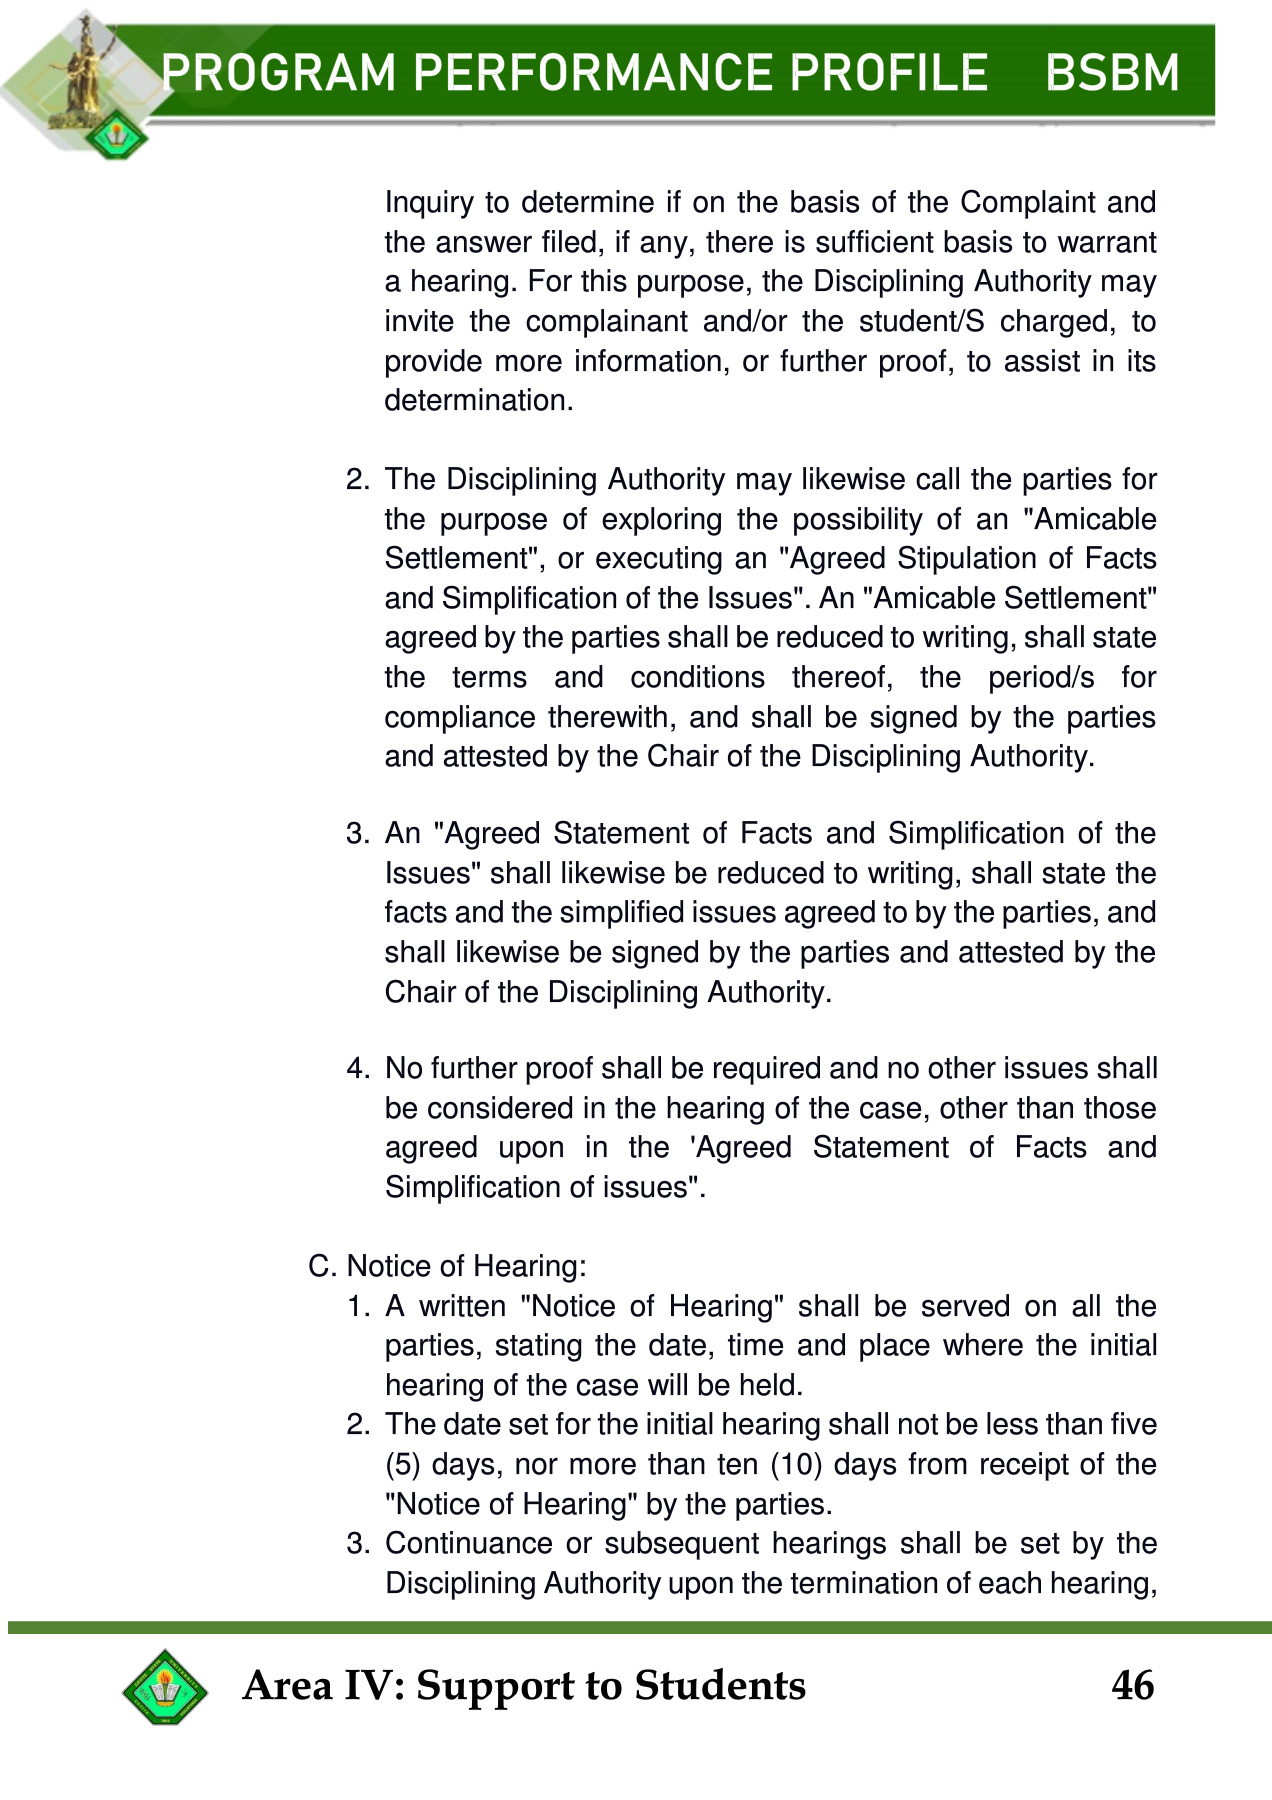 PROGRAM PERFORMANCE PROFILE BSBM
Inquiry to determine if on the basis of the Complaint and
the answer filed, if any, there is sufficient basis to warrant
a hearing. For this purpose, the Disciplining Authority may
invite the complainant and/or the student/S charged, to
provide more information, or further proof, to assist in its
determination.
2. The Disciplining Authority may likewise call the parties for
the purpose of exploring the possibility of an "Amicable
Settlement", or executing an "Agreed Stipulation of Facts
and Simplification of the Issues". An "Amicable Settlement"
agreed by the parties shall be reduced to writing, shall state
the terms and conditions thereof, the period/s for
compliance therewith, and shall be signed by the parties
and attested by the Chair of the Disciplining Authority.
3. An "Agreed Statement of Facts and Simplification of the
Issues" shall likewise be reduced to writing, shall state the
facts and the simplified issues agreed to by the parties, and
shall likewise be signed by the parties and attested by the
Chair of the Disciplining Authority.
4. No further proof shall be required and no other issues shall
be considered in the hearing of the case, other than those
agreed upon in the 'Agreed Statement of Facts and
Simplification of issues".
C. Notice of Hearing:
1. A written "Notice of Hearing" shall be served on all the
parties, stating the date, time and place where the initial
hearing of the case will be held.
2. The date set for the initial hearing shall not be less than five
(5) days, nor more than ten (10) days from receipt of the
"Notice of Hearing" by the parties.
3. Continuance or subsequent hearings shall be set by the
Disciplining Authority upon the termination of each hearing,
Area IV: Support to Students 46